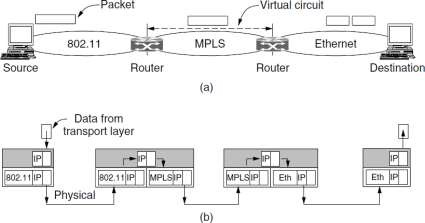 Packet
Virtual circuit
802.11
MPLS
Ethernet
Source
Router
Router
Destination
(a)
Data from
transport layer
IP
IP
IP
IP
802.11 IP
802.11 IP
MPLS IP
MPLS IP
Eth IP
Eth IP
Physical
(b)